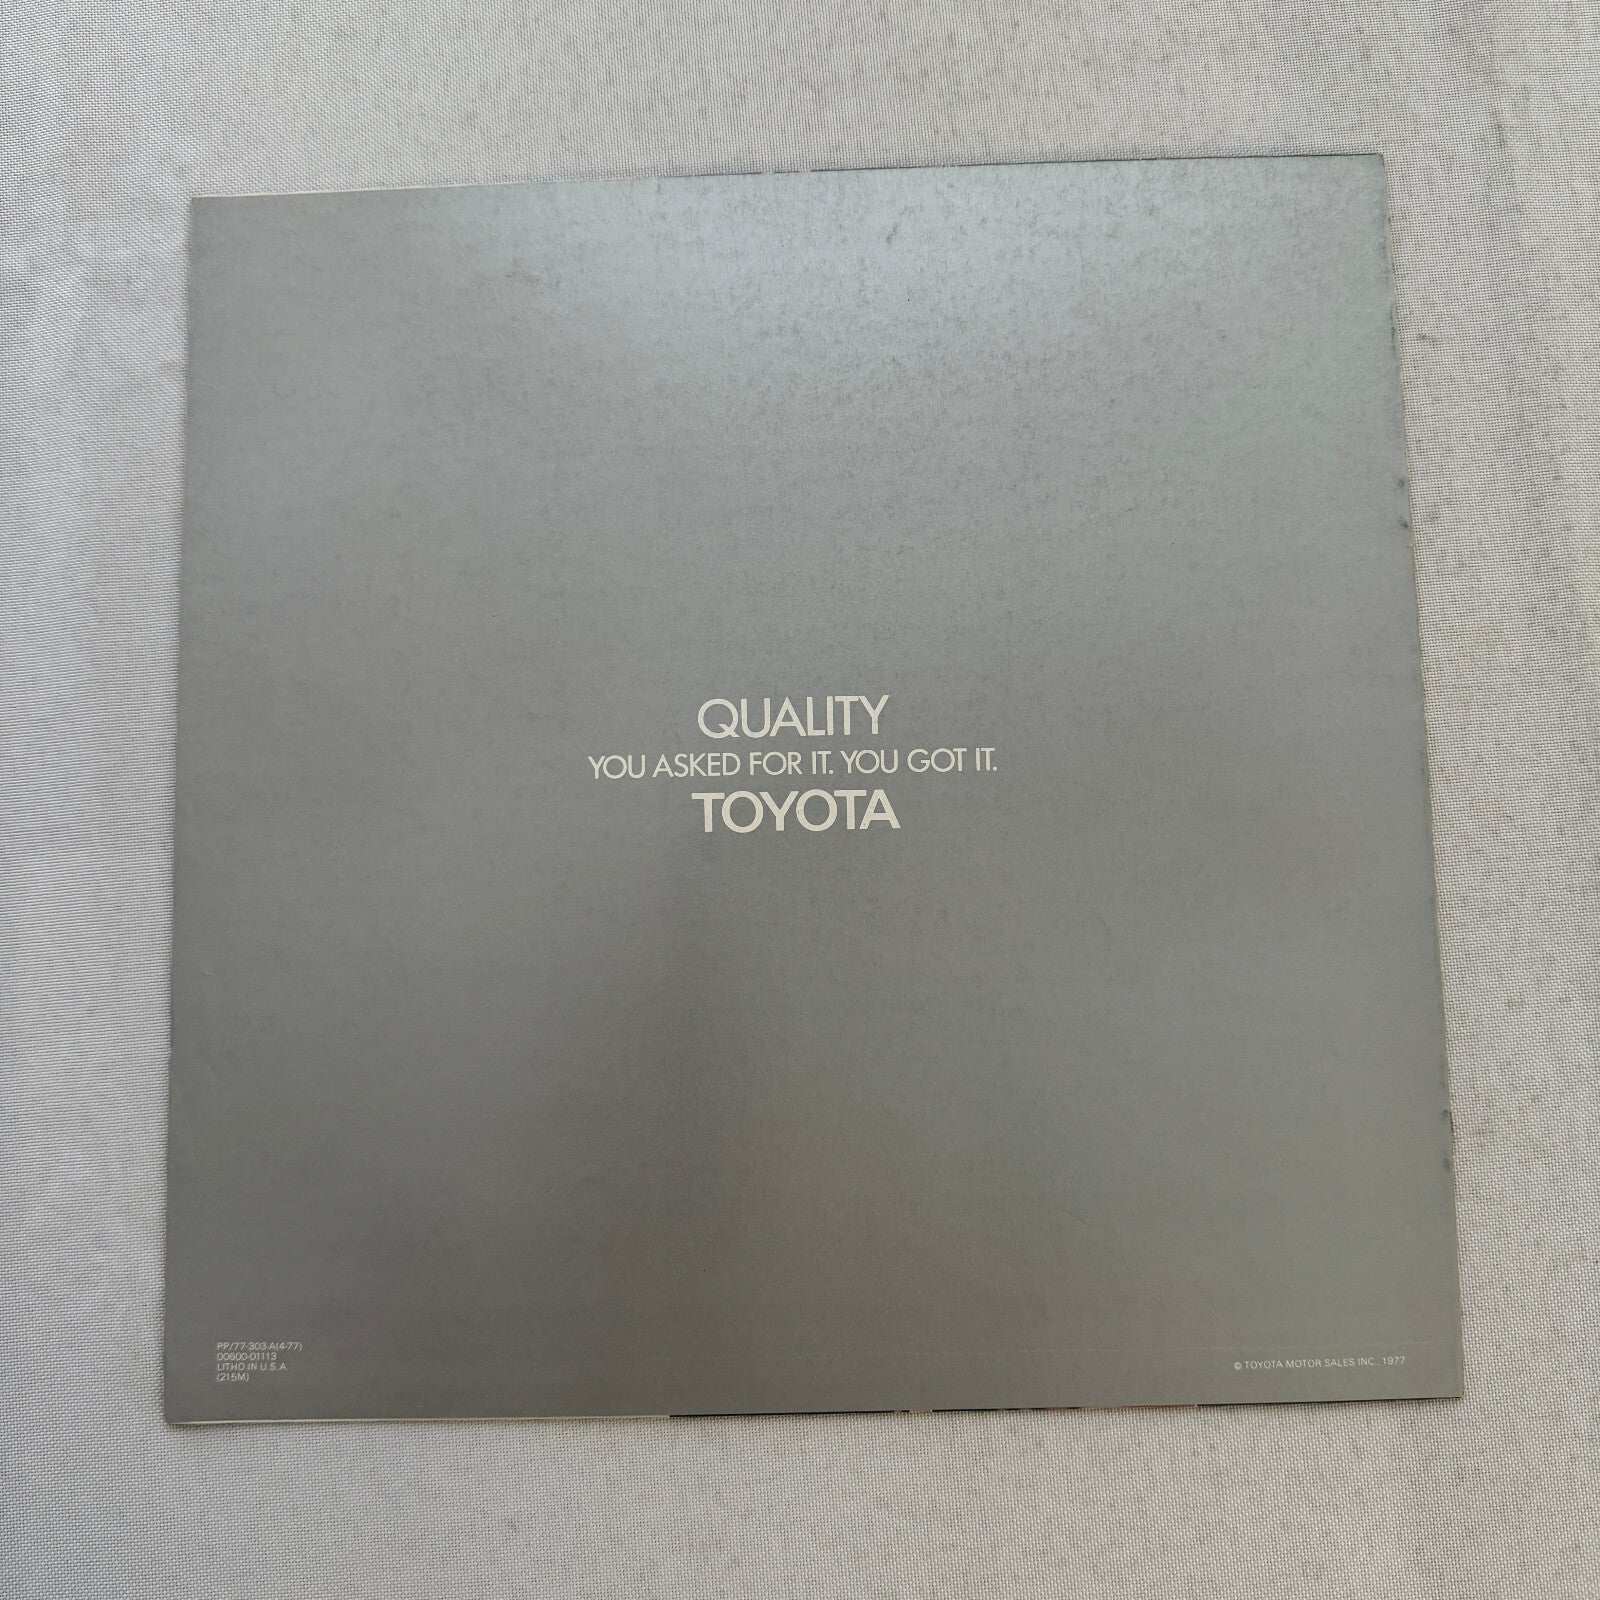 QUALITY
YOU ASKED FOR IT. YOU GOT IT.
TOYOTA
PP/77-303-A(4-77)
00600-01113
LITHO IN U.S.A.
(215M)
© TOYOTA MOTOR SALES INC., 1977